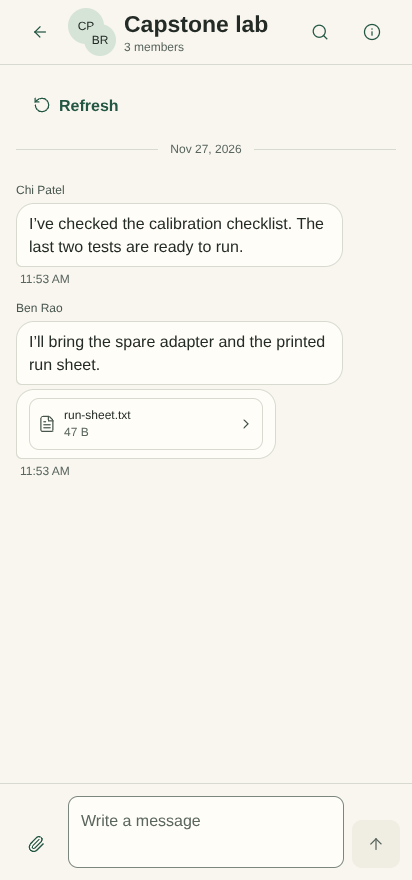 CP
BR
Capstone lab
3 members
Refresh
Nov 27, 2026
Chi Patel
I’ve checked the calibration checklist. The
last two tests are ready to run.
11:53 AM
Ben Rao
I’ll bring the spare adapter and the printed
run sheet.
run-sheet.txt
47 B
11:53 AM
Write a message